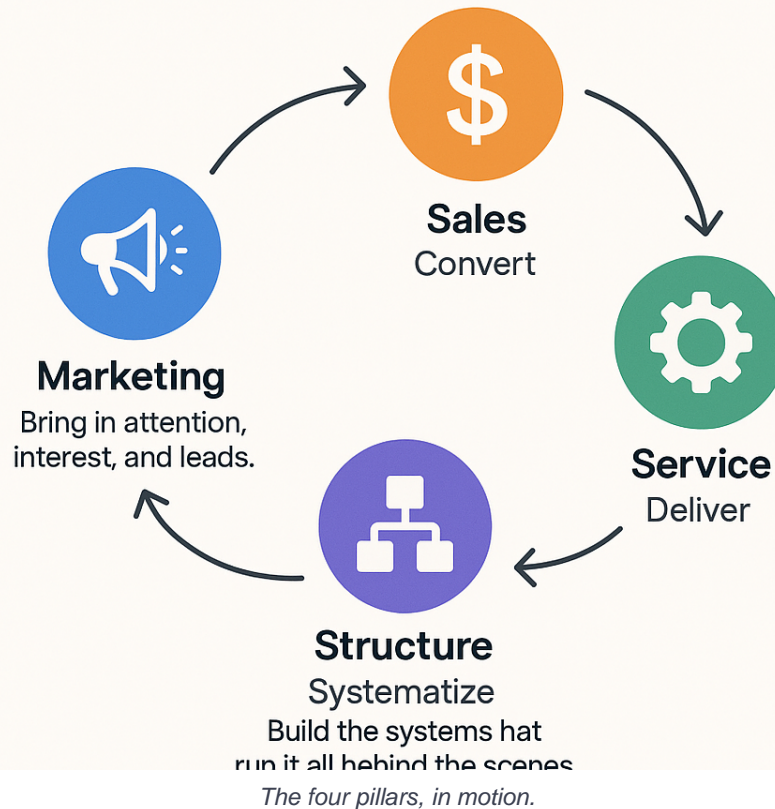 $
Sales
Convert
Marketing
Bring in attention,
interest, and leads.
Service
Deliver
Structure
Systematize
Build the systems hat
run it all behind the scenes
The four pillars, in motion.